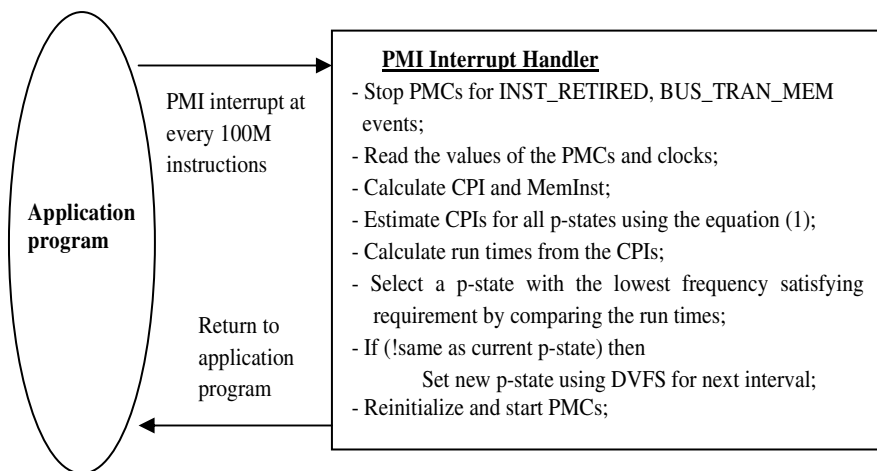 Application
program
PMI interrupt at
every 100M
instructions
Return to
application
program
PMI Interrupt Handler
- Stop PMCs for INST_RETIRED, BUS_TRAN_MEM
events;
- Read the values of the PMCs and clocks;
- Calculate CPI and MemInst;
- Estimate CPIs for all p-states using the equation (1);
- Calculate run times from the CPIs;
- Select a p-state with the lowest frequency satisfying
requirement by comparing the run times;
- If (!same as current p-state) then
Set new p-state using DVFS for next interval;
- Reinitialize and start PMCs;